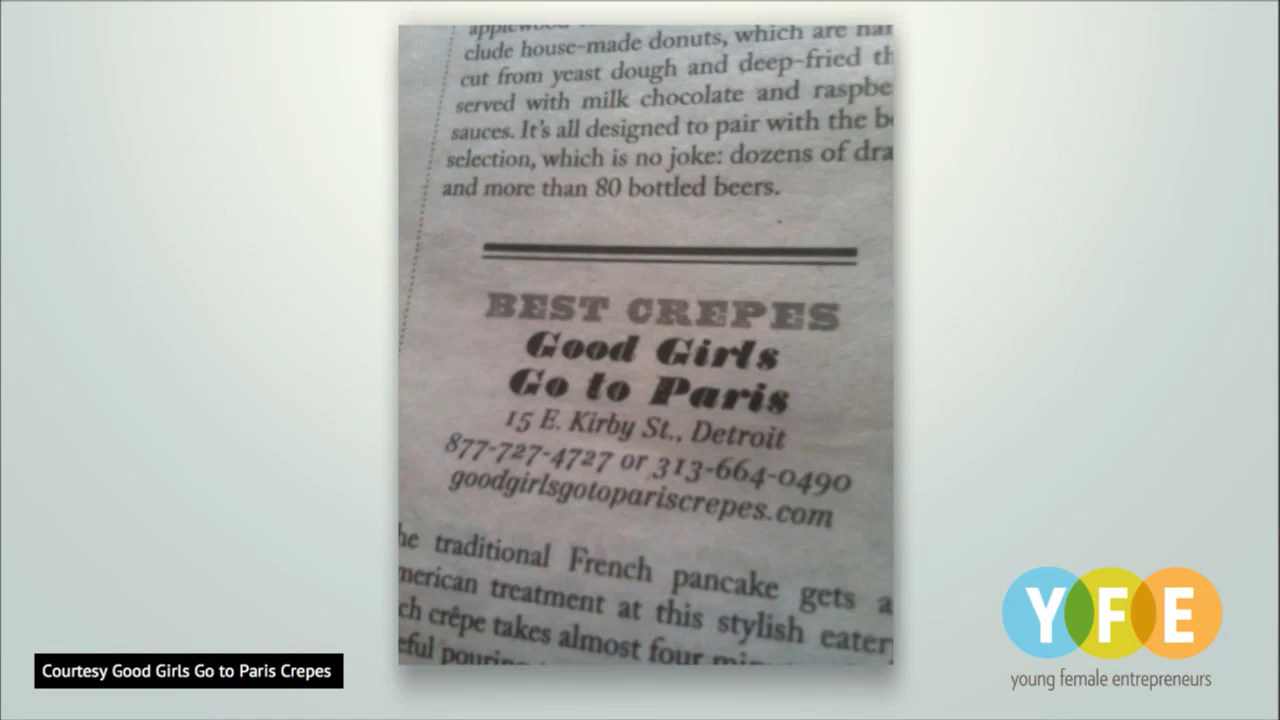 clude house-made donuts, which are
cut from yeast dough and deep-fried
served with milk chocolate and
sauces. It's all designed to pair with the
selection, which is no joke: dozens of
and more than 80 bottled beers.
BEST CREPES
Good Girls
Go to Paris
15 E. Kirby St., Detroit
877-727-4727 or 313-664-0490
goodgirlsgotopariscrepes.com
traditional French pancake gets a
treatment at this stylish
crêpe takes almost four
Courtesy Good Girls Go to Paris Crepes
YFE
young female entrepreneurs